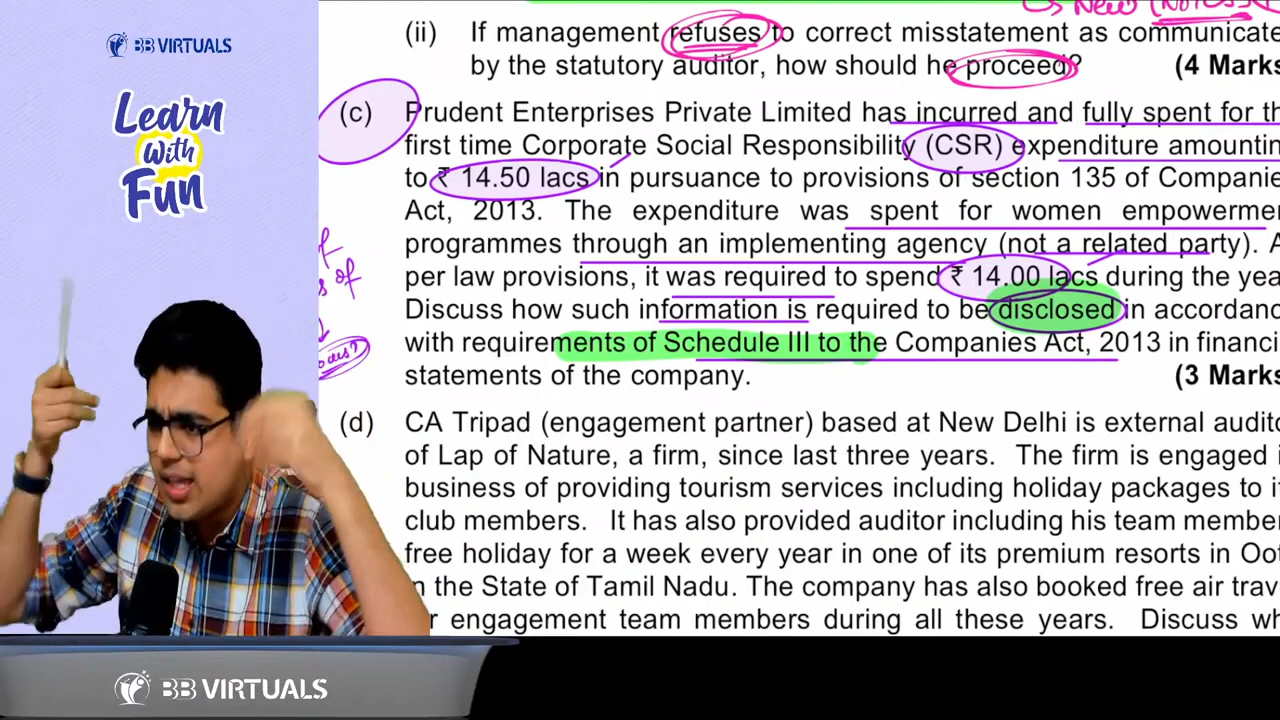 New (Notes)
(ii) If management refuses to correct misstatement as communicate
by the statutory auditor, how should he proceed?
(4 Marks
BB VIRTUALS
Learn
With
Fun
(c) Prudent Enterprises Private Limited has incurred and fully spent for th
first time Corporate Social Responsibility (CSR) expenditure amountin
to ₹ 14.50 lacs in pursuance to provisions of section 135 of Companie
Act, 2013. The expenditure was spent for women empowermen
programmes through an implementing agency (not a related party). A
per law provisions, it was required to spend ₹ 14.00 lacs during the yea
Discuss how such information is required to be disclosed in accordanc
with requirements of Schedule III to the Companies Act, 2013 in financi
statements of the company.
(3 Marks
of
of
(d) CA Tripad (engagement partner) based at New Delhi is external audito
of Lap of Nature, a firm, since last three years. The firm is engaged i
business of providing tourism services including holiday packages to it
club members. It has also provided auditor including his team member
free holiday for a week every year in one of its premium resorts in Oot
n the State of Tamil Nadu. The company has also booked free air trav
r engagement team members during all these years. Discuss wh
BB VIRTUALS